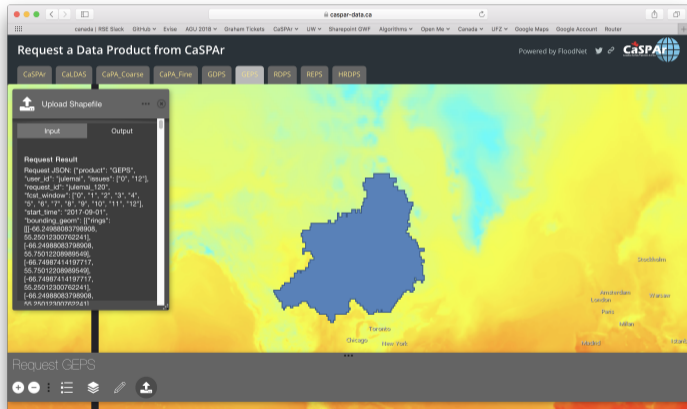 caspar-data.ca
canada | RSE Slack GitHub Evise AGU 2018 Graham Tickets CaSPAr UW Sharepoint GWF Algorithms Open Me Canada UFZ Google Maps Google Account Router
Request a Data Product from CaSPAr
Powered by FloodNet
CaSPAr
CaSPAr CaLDAS CaPA_Coarse CaPA_Fine GDPS GEPS RDPS REPS HRDPS
Upload Shapefile
Input Output
Request Result
Request JSON: {"product": "GEPS",
"user_id": "julemai", "issues": ["0", "12"],
"request_id": "julemai_120",
"fcst_window": ["0", "1", "2", "3", "4",
"5", "6", "7", "8", "9", "10", "11", "12"],
"start_time": "2017-09-01",
"bounding_geom": [{"rings":
[[[-66.24988083798908,
55.25012300762241],
[-66.24988083798908,
55.75012208989549],
[-66.74987414197717,
55.75012208989549],
[-66.74987414197717,
55.25012300762241],
[-66.24988083798908,
55.25012300762241]
Stockholm
Amsterdam
London
Warsaw
Paris
Milan
Toronto
Chicago New York
Madrid
Istanb
Request GEPS